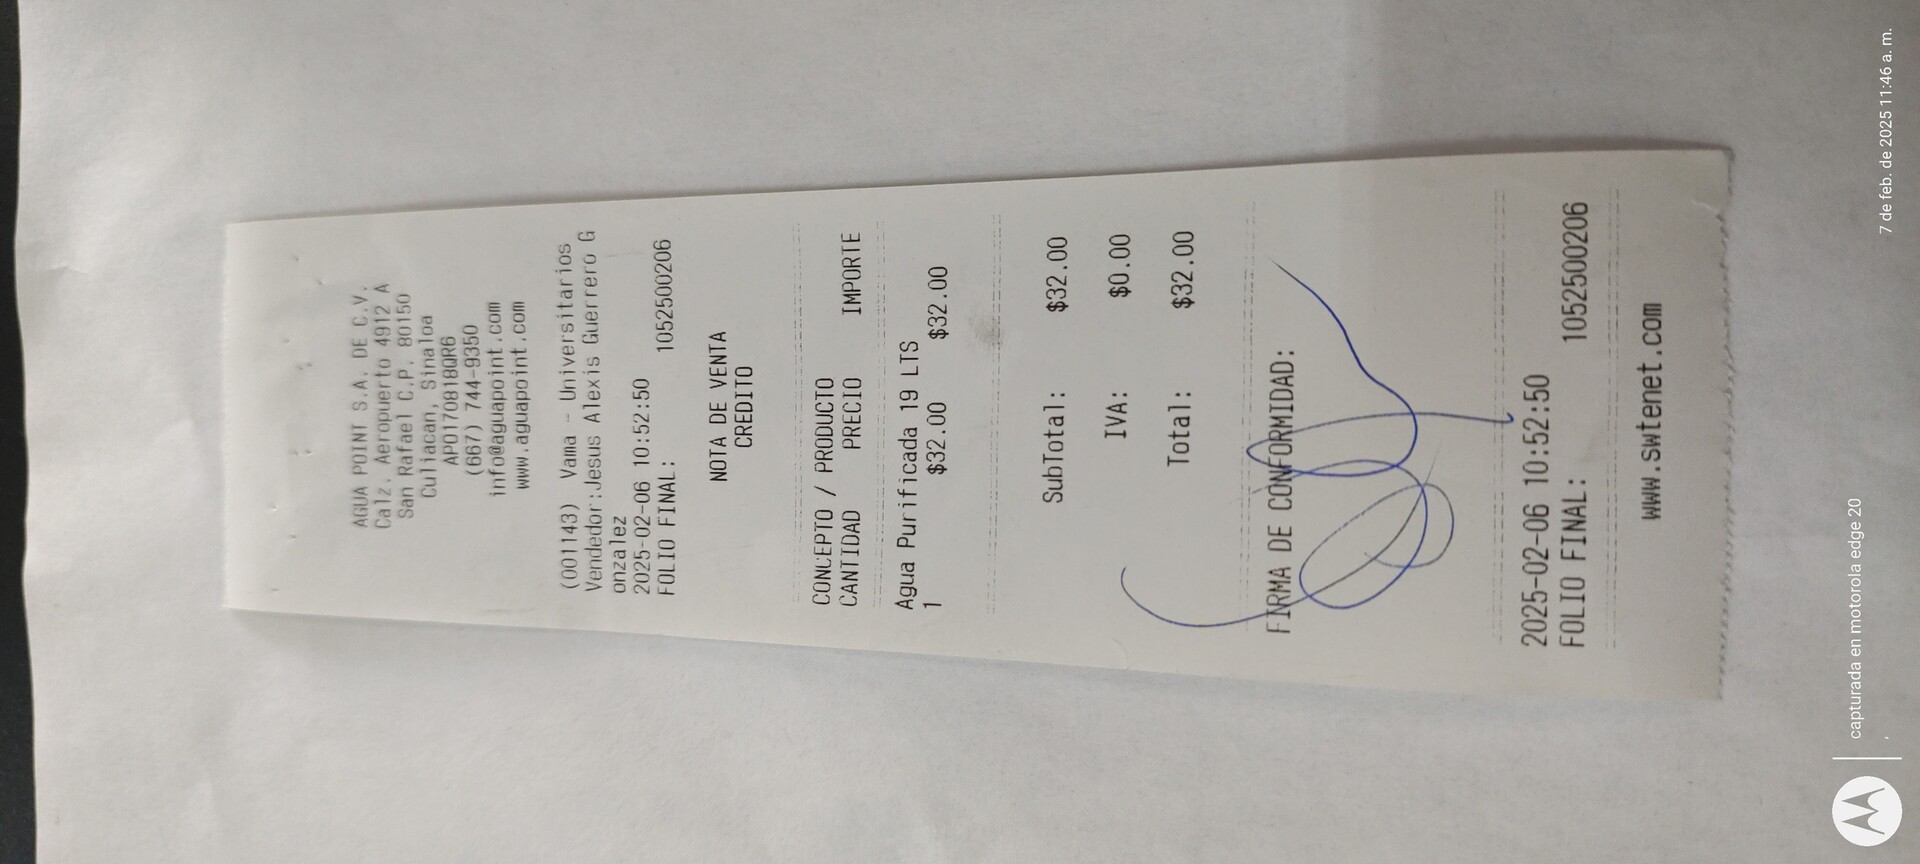 AGUA POINT S.A. DE C.V.
Calz. Aeropuerto 4912 A
San Rafael C.P. 80150
Culiacan, Sinaloa
APO170818QR6
(667) 744-9350
info@aguapoint.com
www.aguapoint.com
(001143) Vama - Universitarios
Vendedor:Jesus Alexis Guerrero G
onzalez
2025-02-06 10:52:50
FOLIO FINAL: 1052500206
NOTA DE VENTA
CREDITO
CONCEPTO / PRODUCTO
CANTIDAD PRECIO IMPORTE
Agua Purificada 19 LTS
1 $32.00 $32.00
SubTotal: $32.00
IVA: $0.00
Total: $32.00
FIRMA DE CONFORMIDAD:
2025-02-06 10:52:50
FOLIO FINAL: 1052500206
www.swtenet.com
capturada en motorola edge 20
7 de feb. de 2025 11:46 a. m.